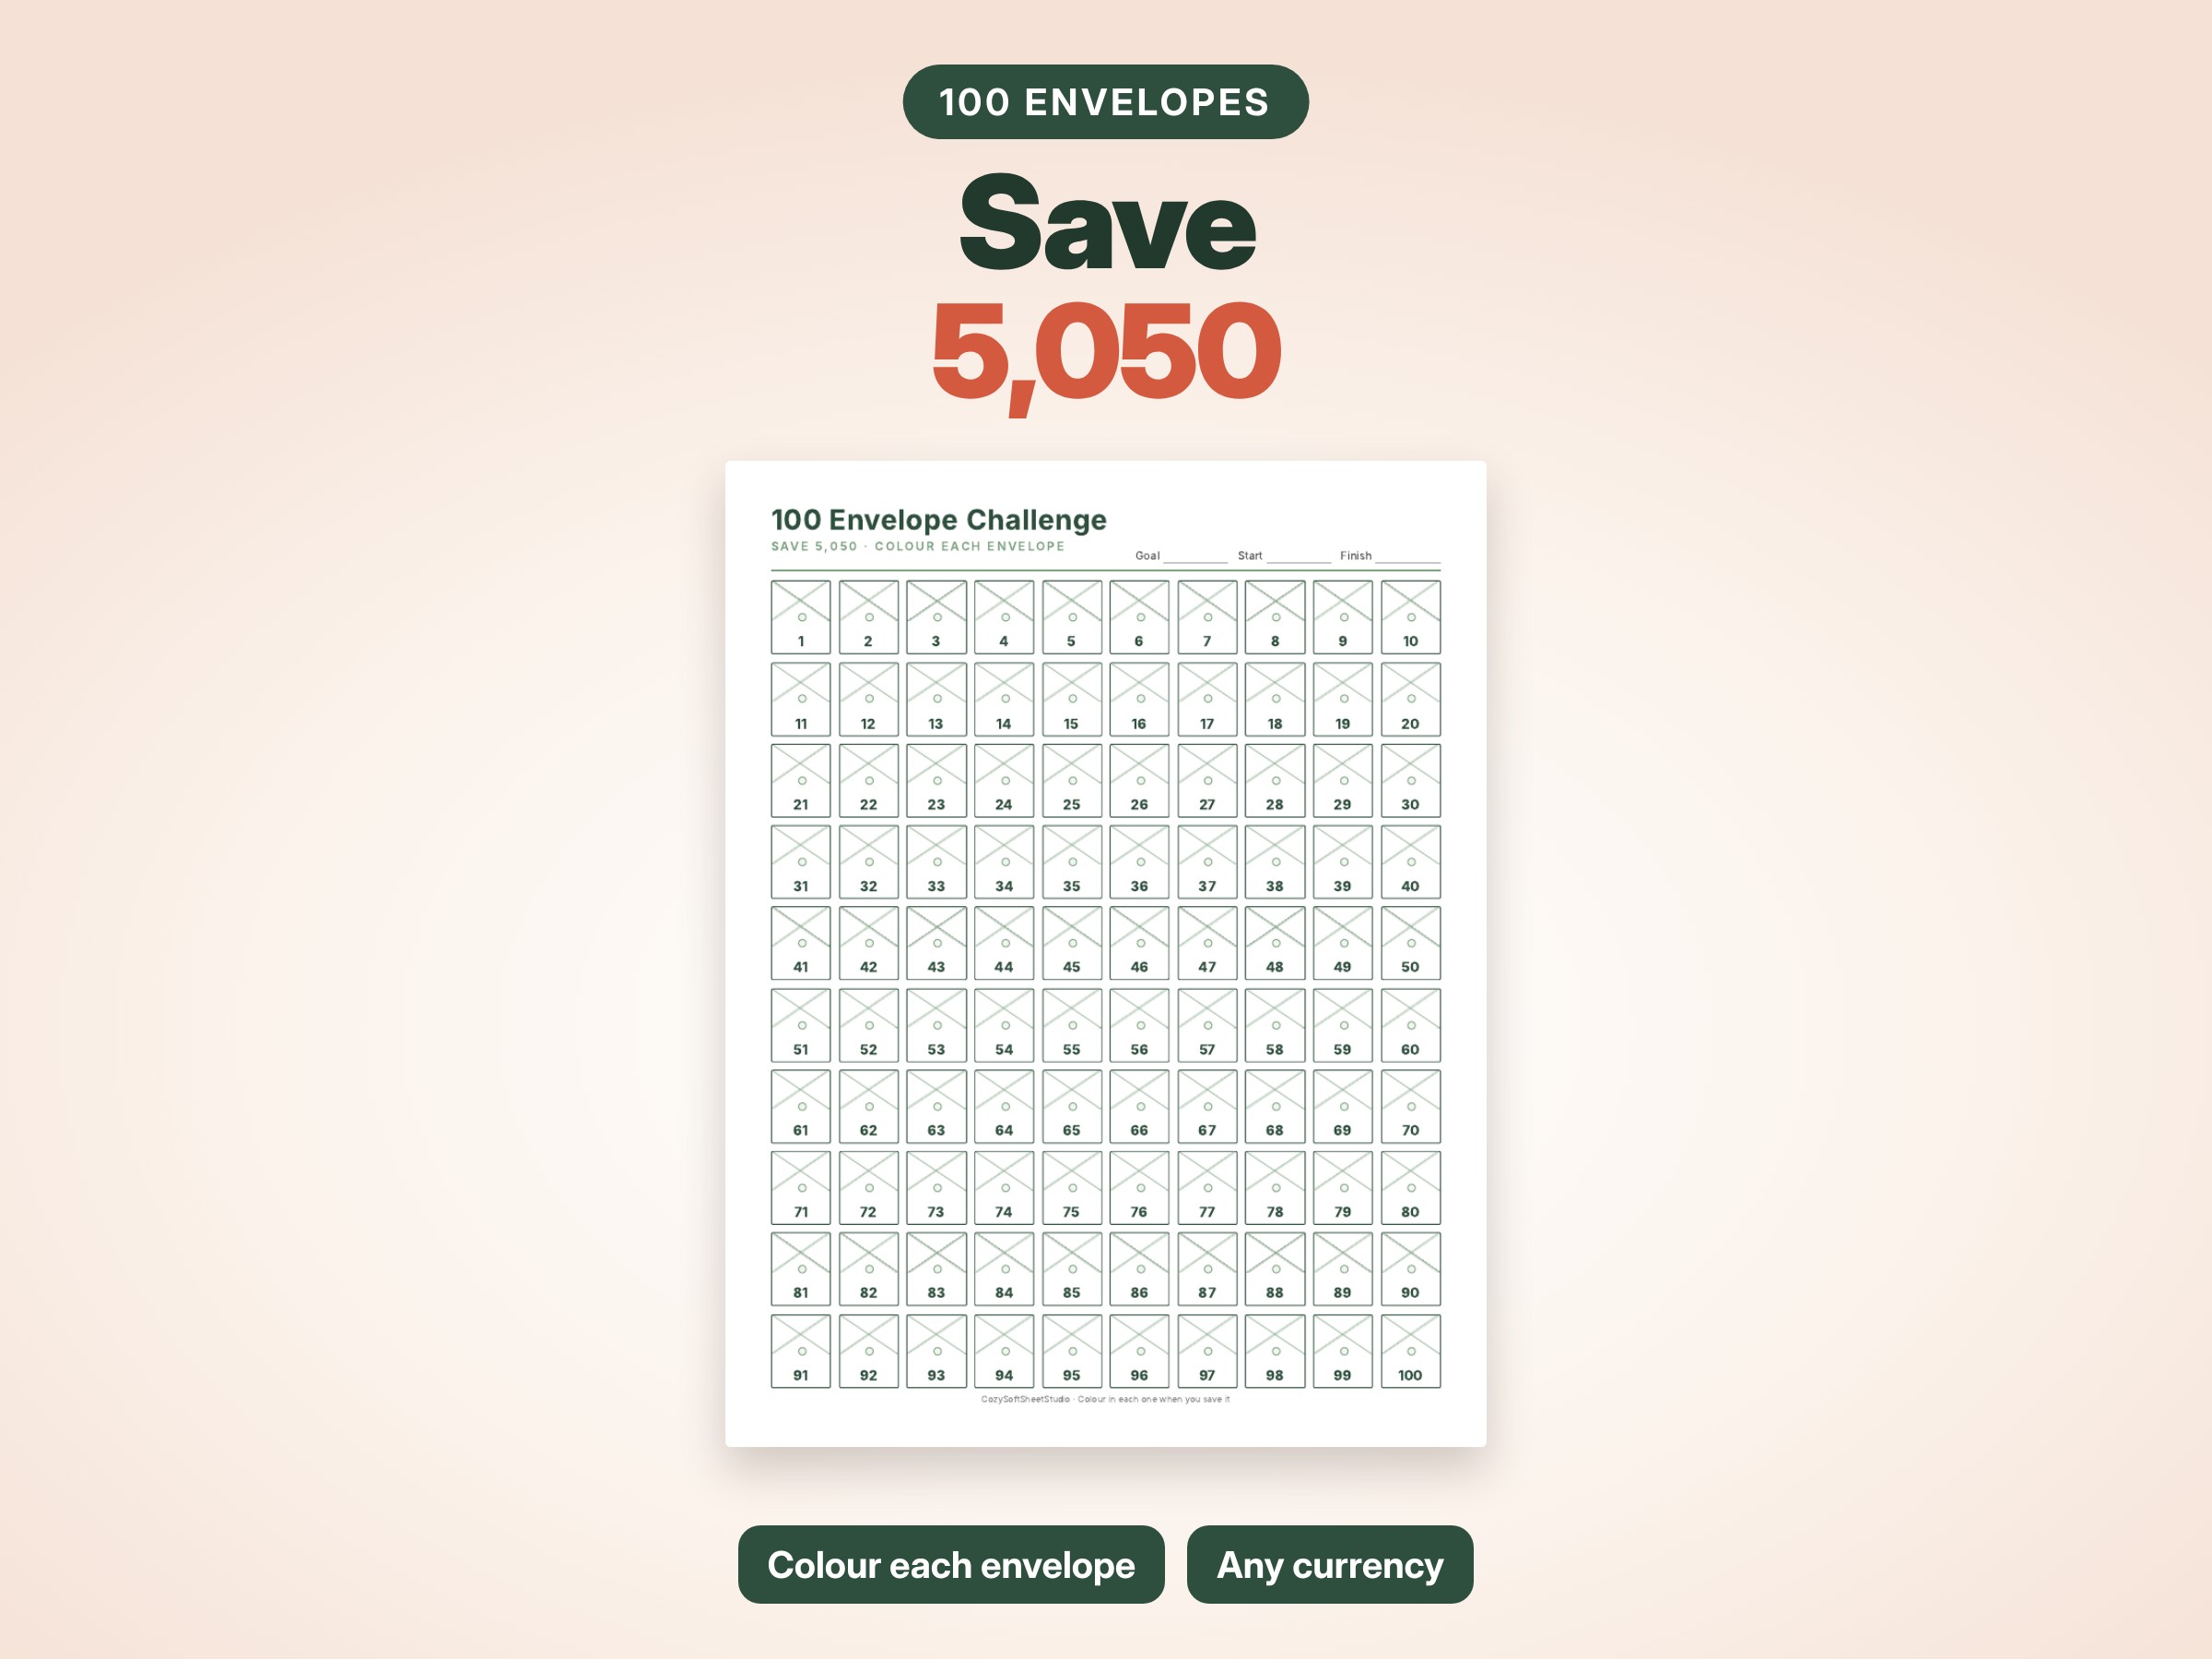 100 ENVELOPES
Save
5,050
100 Envelope Challenge
SAVE 5,050 · COLOUR EACH ENVELOPE
Goal Start Finish
1 2 3 4 5 6 7 8 9 10
11 12 13 14 15 16 17 18 19 20
21 22 23 24 25 26 27 28 29 30
31 32 33 34 35 36 37 38 39 40
41 42 43 44 45 46 47 48 49 50
51 52 53 54 55 56 57 58 59 60
61 62 63 64 65 66 67 68 69 70
71 72 73 74 75 76 77 78 79 80
81 82 83 84 85 86 87 88 89 90
91 92 93 94 95 96 97 98 99 100
CozySoftSheetStudio · Colour in each one when you save it
Colour each envelope
Any currency